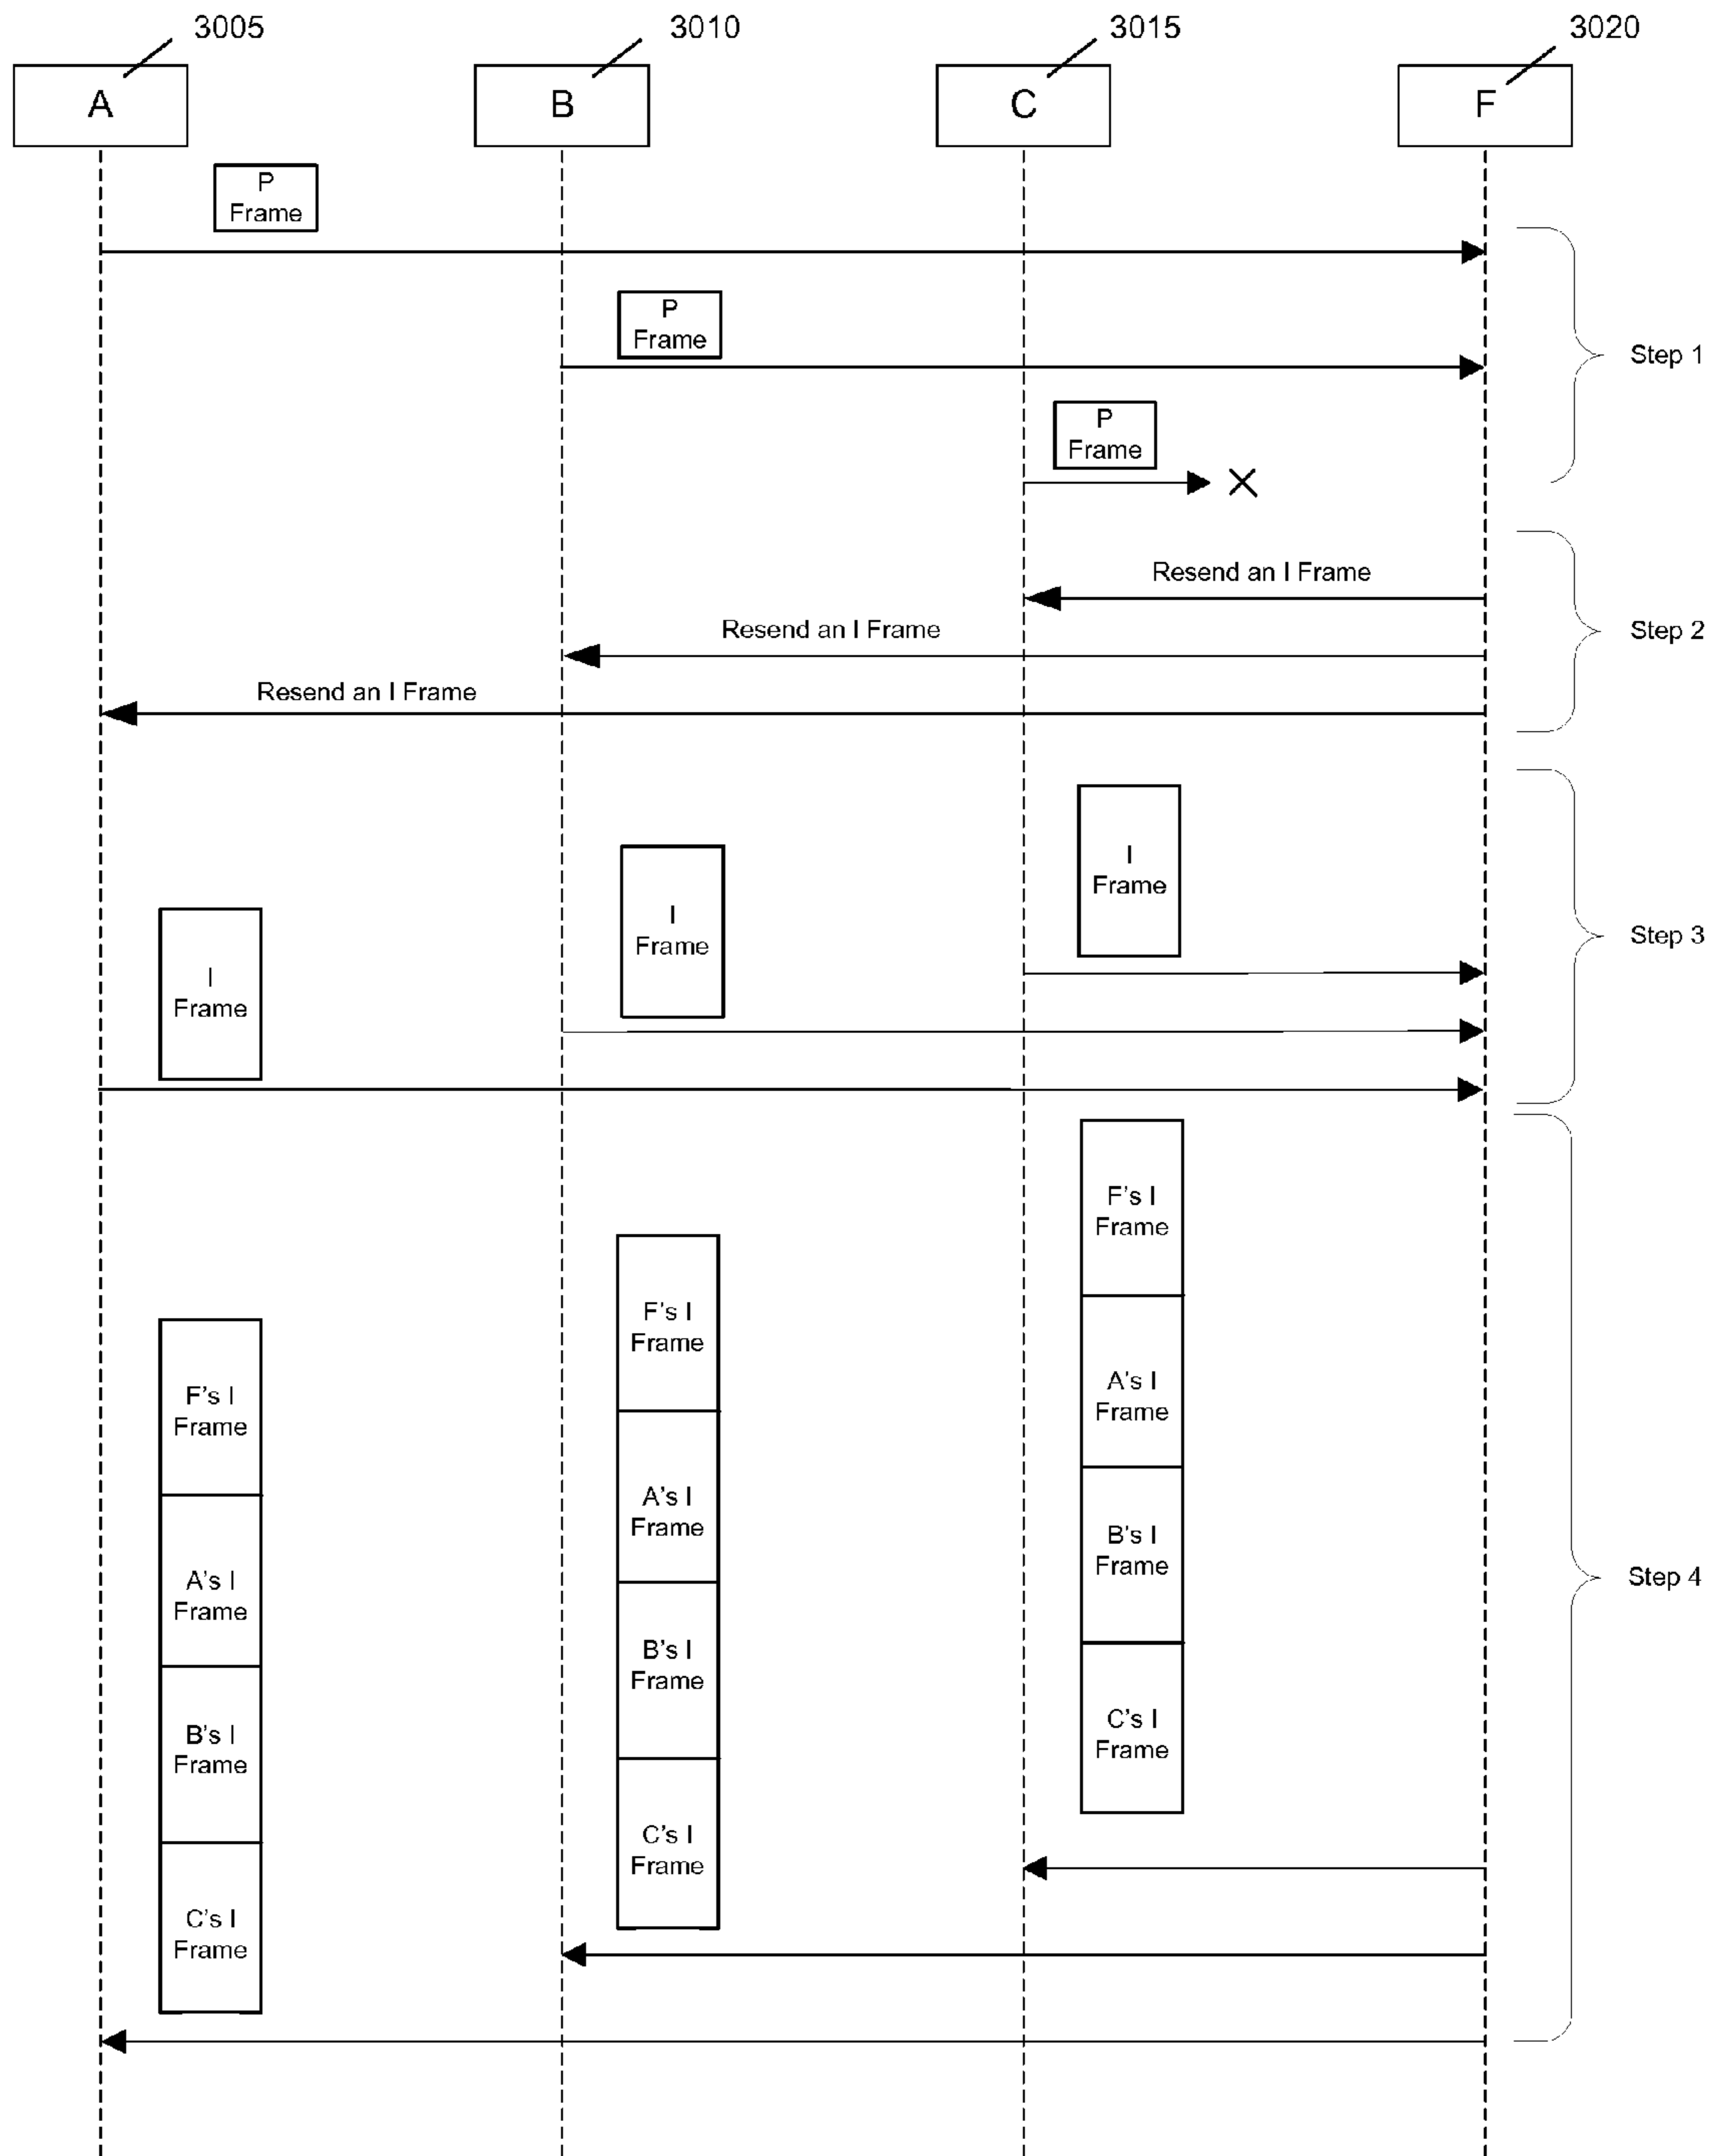 3005
3010
3015
3020
A
B
C
F
P
Frame
P
Frame
Step 1
P
Frame
Resend an I Frame
Resend an I Frame
Step 2
Resend an I Frame
I
Frame
I
Frame
Step 3
I
Frame
F's I
Frame
A's I
Frame
B's I
Frame
C's I
Frame
F's I
Frame
A's I
Frame
B's I
Frame
C's I
Frame
F's I
Frame
A's I
Frame
B's I
Frame
C's I
Frame
Step 4